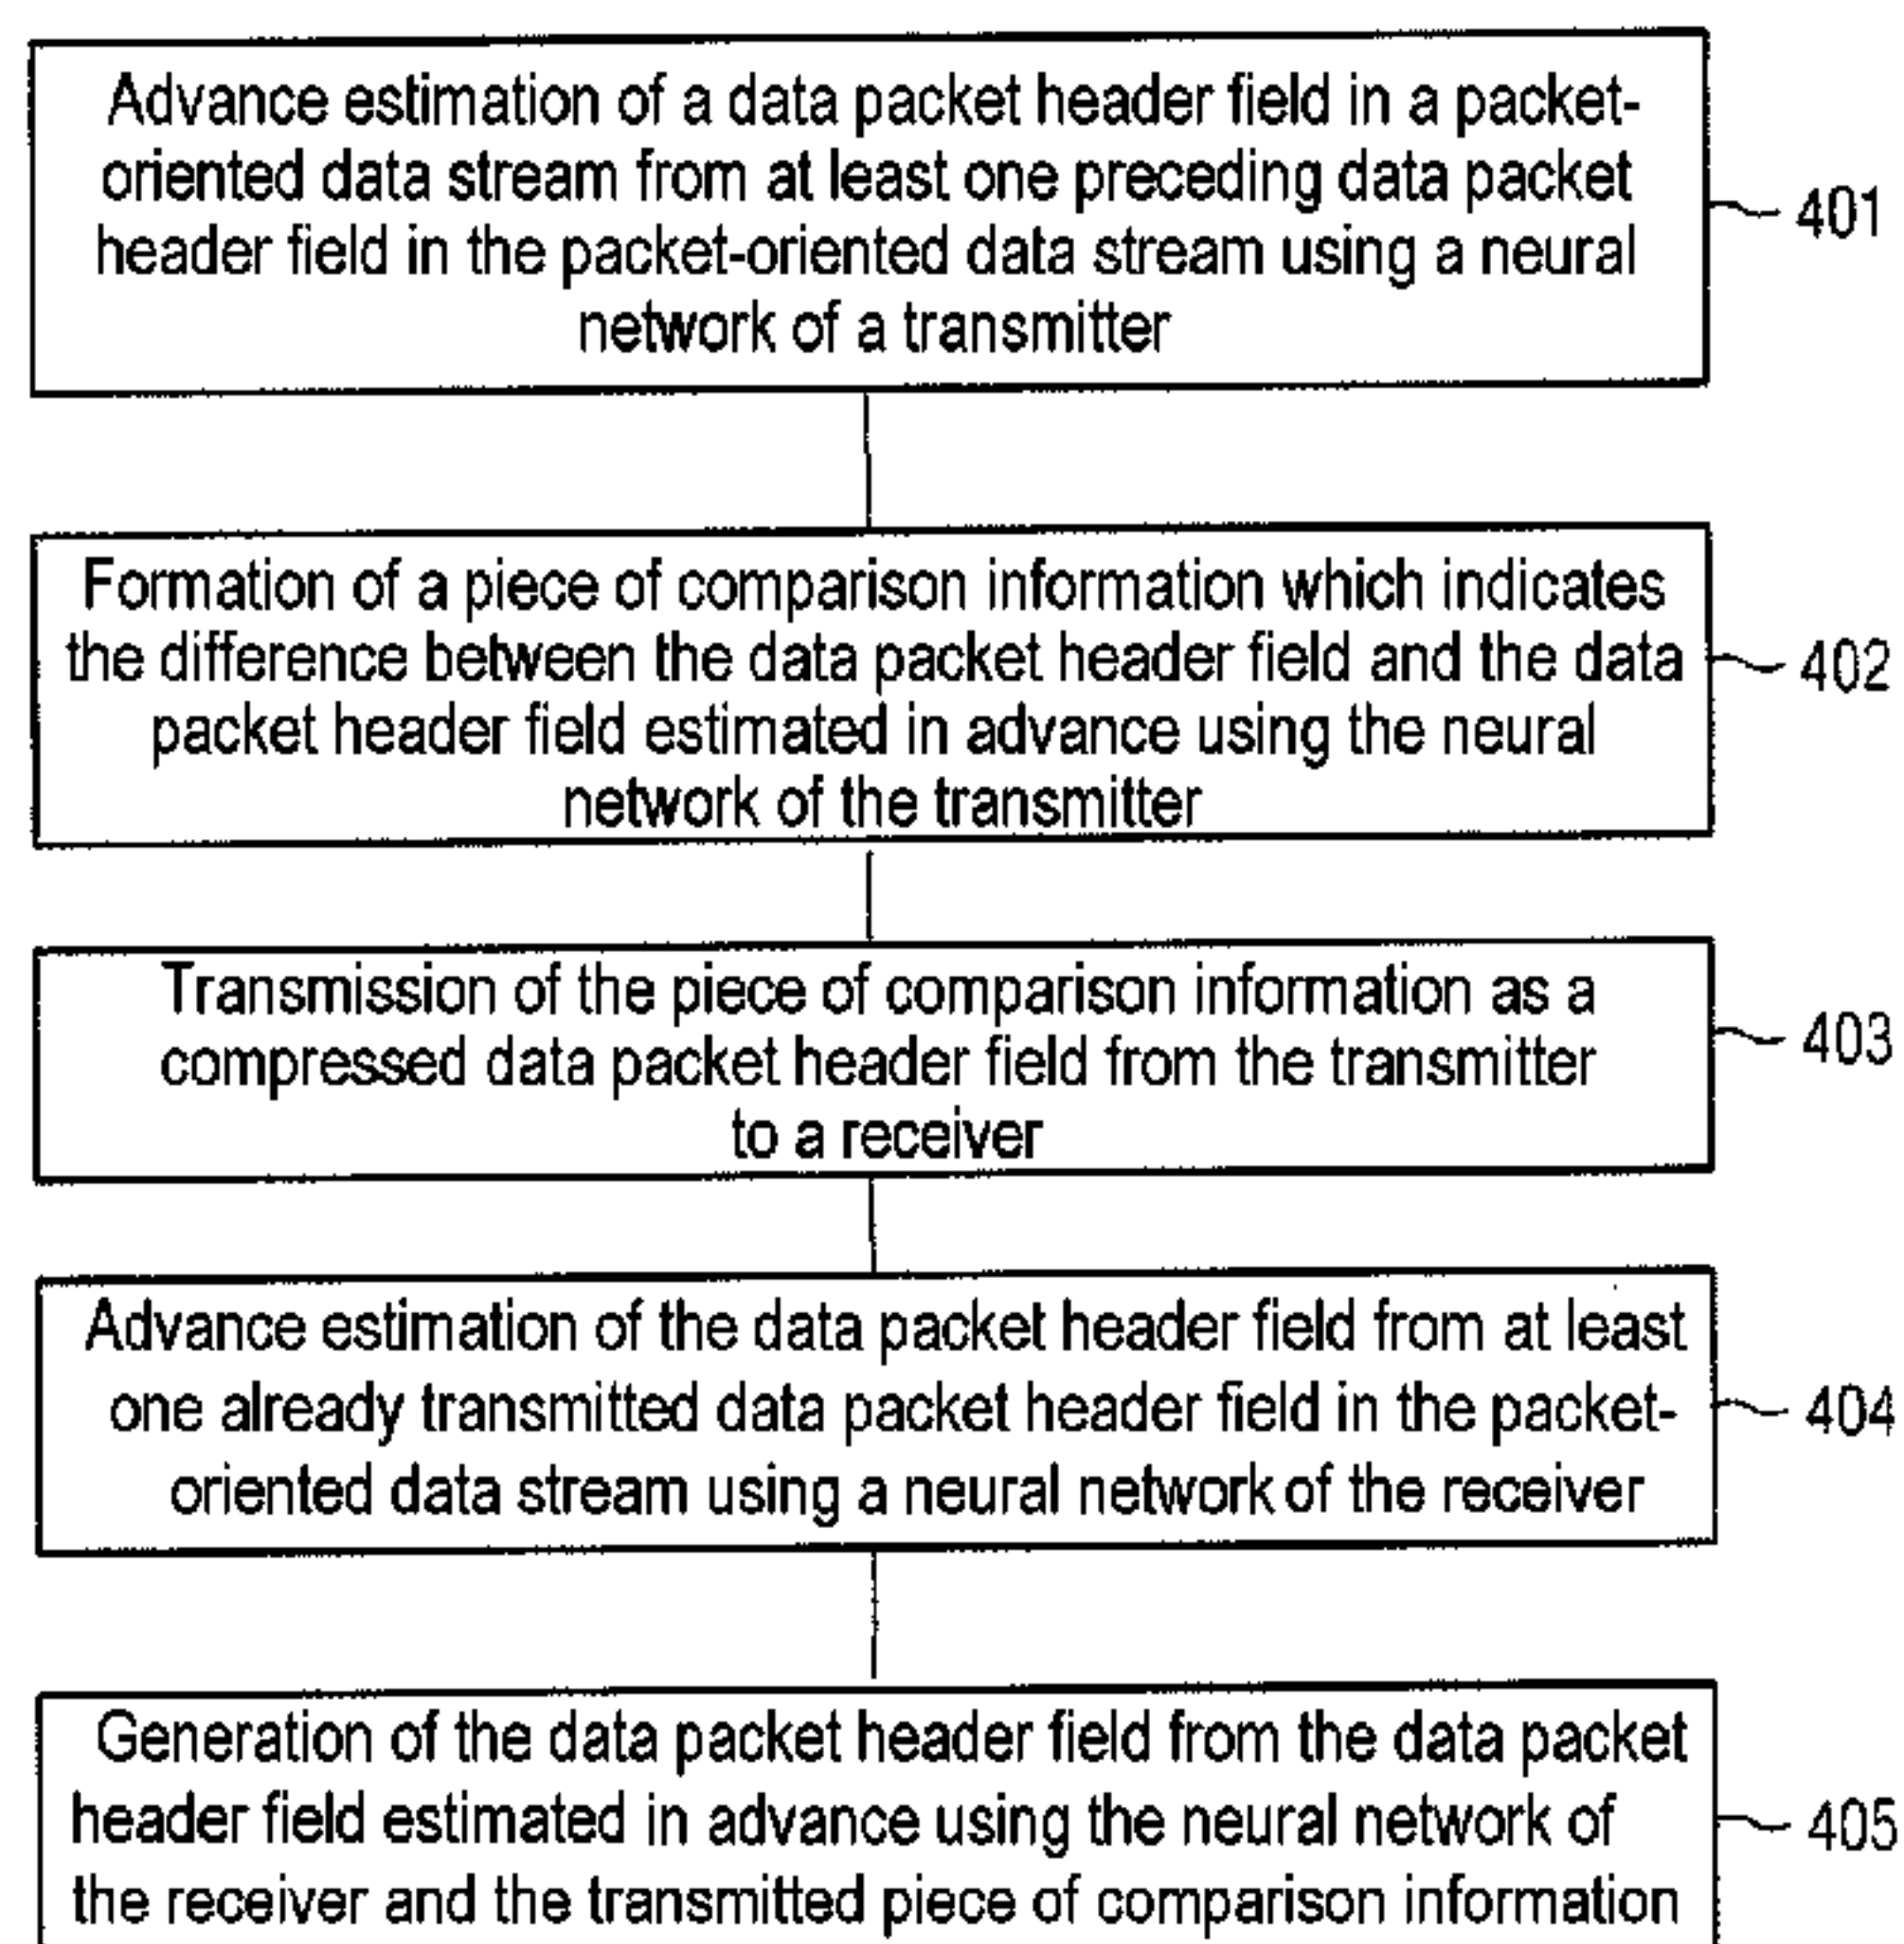 Advance estimation of a data packet header field in a packet-
oriented data stream from at least one preceding data packet
header field in the packet-oriented data stream using a neural
network of a transmitter
401
Formation of a piece of comparison information which indicates
the difference between the data packet header field and the data
packet header field estimated in advance using the neural
network of the transmitter
402
Transmission of the piece of comparison information as a
compressed data packet header field from the transmitter
to a receiver
403
Advance estimation of the data packet header field from at least
one already transmitted data packet header field in the packet-
oriented data stream using a neural network of the receiver
404
Generation of the data packet header field from the data packet
header field estimated in advance using the neural network of
the receiver and the transmitted piece of comparison information
405